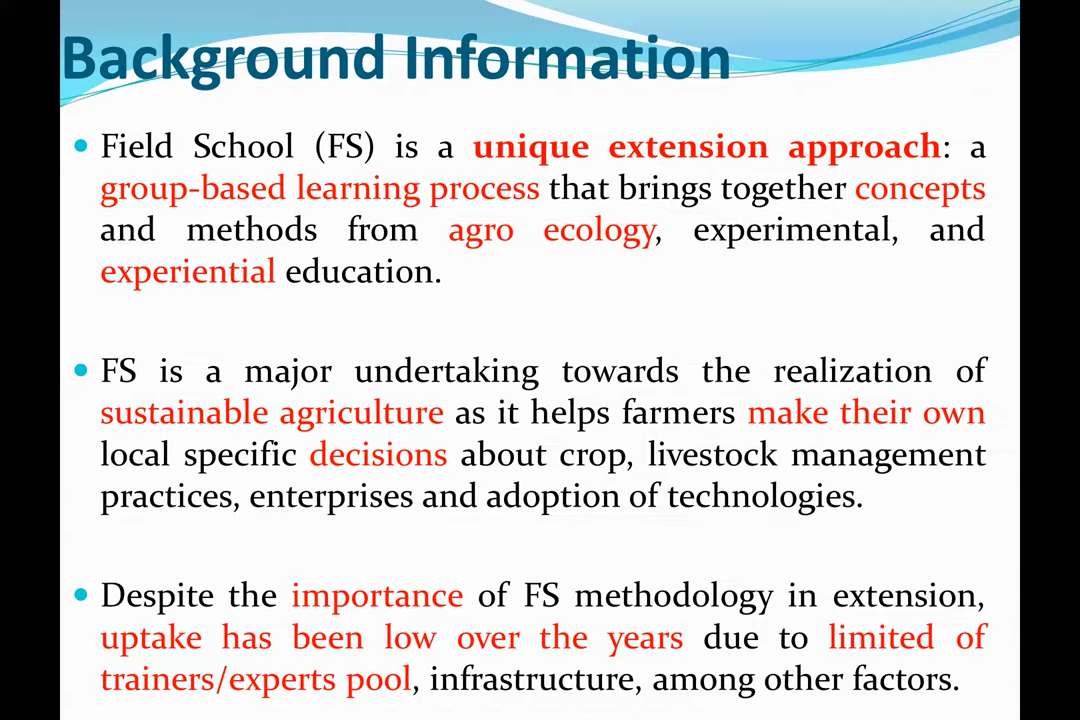 Background Information
• Field School (FS) is a unique extension approach: a
group-based learning process that brings together concepts
and methods from agro ecology, experimental, and
experiential education.
• FS is a major undertaking towards the realization of
sustainable agriculture as it helps farmers make their own
local specific decisions about crop, livestock management
practices, enterprises and adoption of technologies.
• Despite the importance of FS methodology in extension,
uptake has been low over the years due to limited of
trainers/experts pool, infrastructure, among other factors.